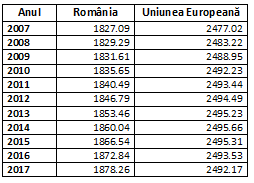 Anul România Uniunea Europeană
2007 1827.09 2477.02
2008 1829.29 2483.22
2009 1831.61 2488.95
2010 1835.65 2492.23
2011 1840.49 2493.44
2012 1846.79 2494.49
2013 1853.46 2495.23
2014 1860.04 2495.66
2015 1866.54 2495.31
2016 1872.84 2493.53
2017 1878.26 2492.17